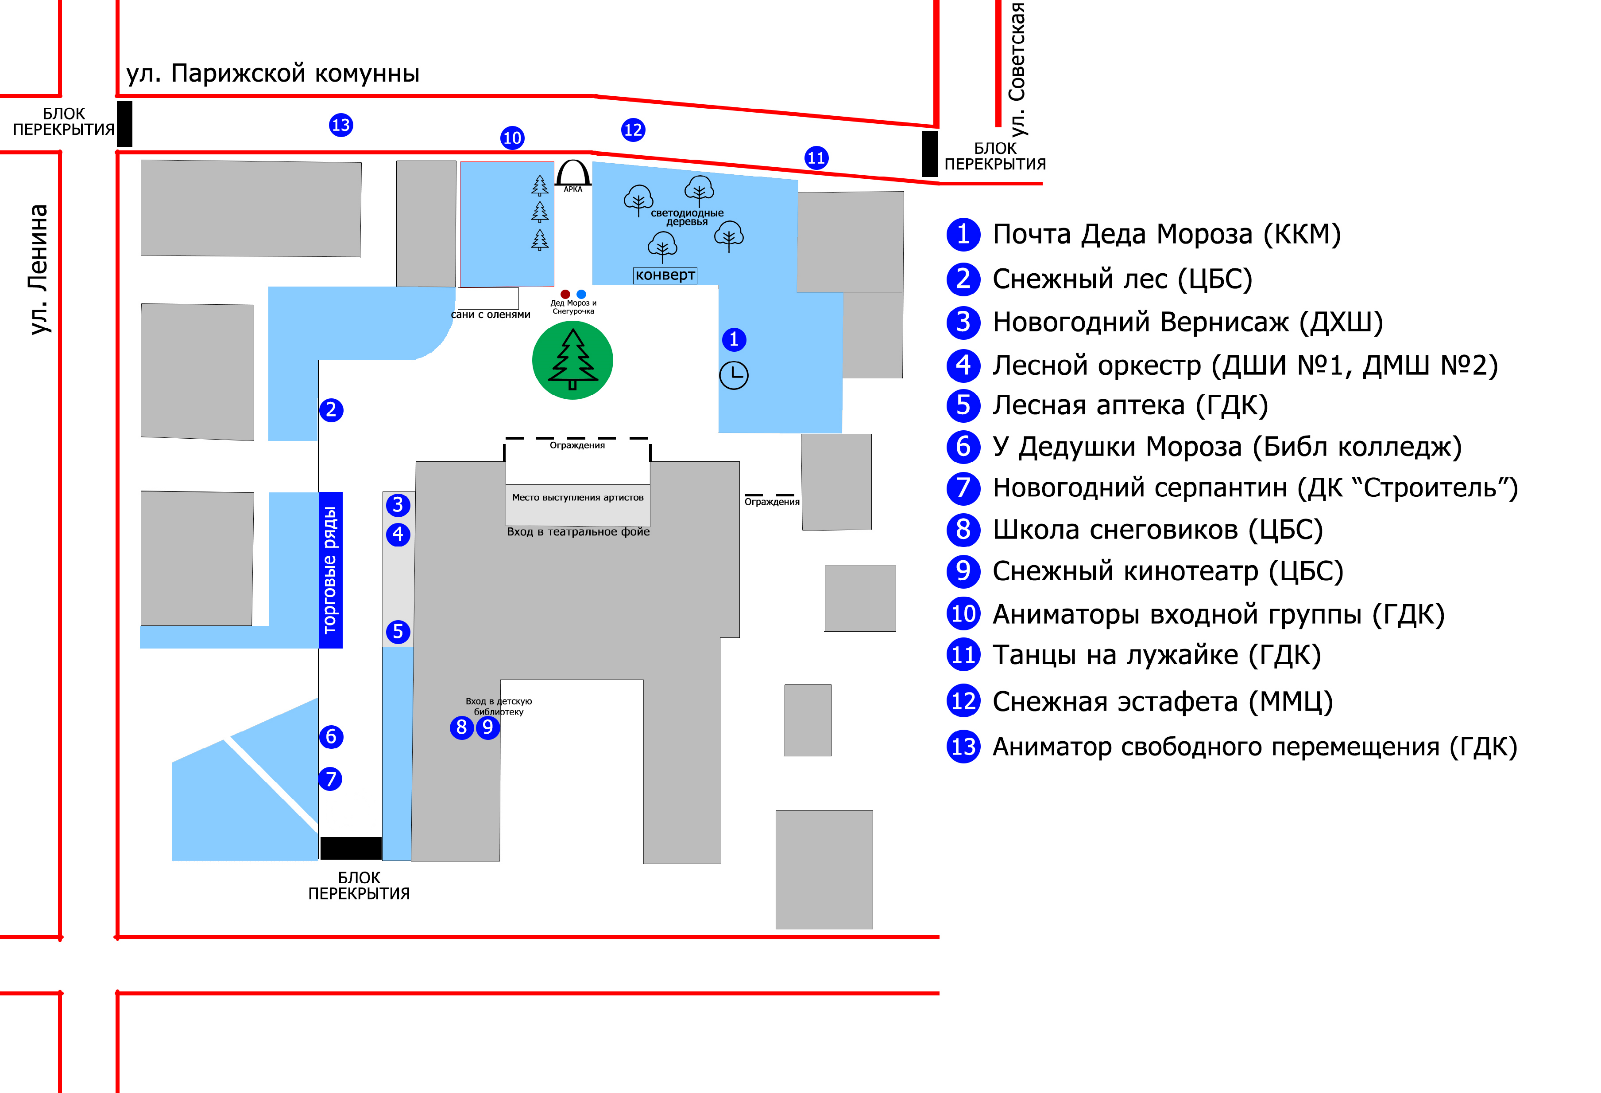 ул. Парижской комунны
ул. Советская
БЛОК
ПЕРЕКРЫТИЯ
13
10
12
11
БЛОК
ПЕРЕКРЫТИЯ
ул. Ленина
АРКА
светодиодные
деревья
конверт
сани с оленями
Дед Мороз и
Снегурочка
1
2
Ограждения
Место выступления артистов
Вход в театральное фойе
Ограждения
торговые ряды
3
4
5
Вход в детскую
библиотеку
8
9
6
7
БЛОК
ПЕРЕКРЫТИЯ
1 Почта Деда Мороза (ККМ)
2 Снежный лес (ЦБС)
3 Новогодний Вернисаж (ДХШ)
4 Лесной оркестр (ДШИ №1, ДМШ №2)
5 Лесная аптека (ГДК)
6 У Дедушки Мороза (Библ колледж)
7 Новогодний серпантин (ДК “Строитель”)
8 Школа снеговиков (ЦБС)
9 Снежный кинотеатр (ЦБС)
10 Аниматоры входной группы (ГДК)
11 Танцы на лужайке (ГДК)
12 Снежная эстафета (ММЦ)
13 Аниматор свободного перемещения (ГДК)